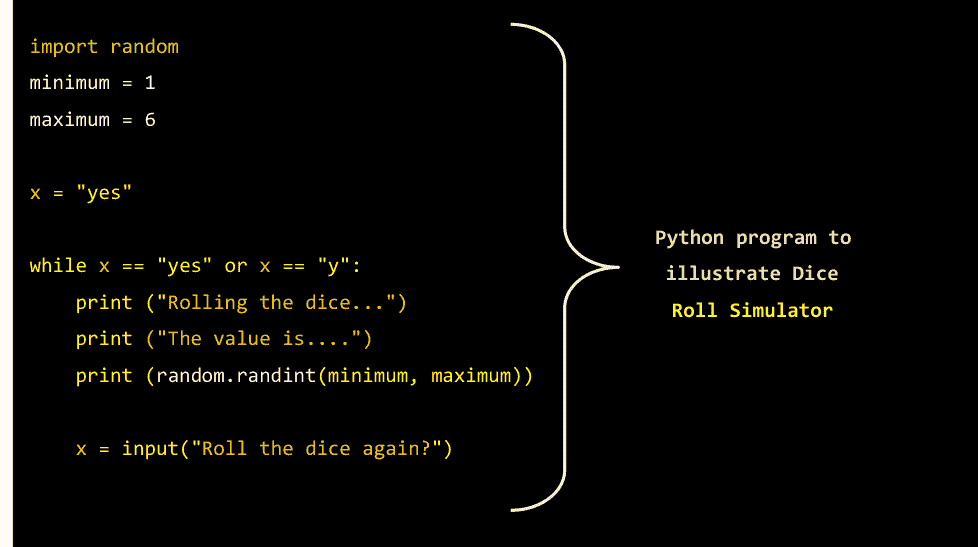 import random
minimum = 1
maximum = 6
x = "yes"
while x == "yes" or x == "y":
    print ("Rolling the dice...")
    print ("The value is....")
    print (random.randint(minimum, maximum))
    x = input("Roll the dice again?")
Python program to
illustrate Dice
Roll Simulator